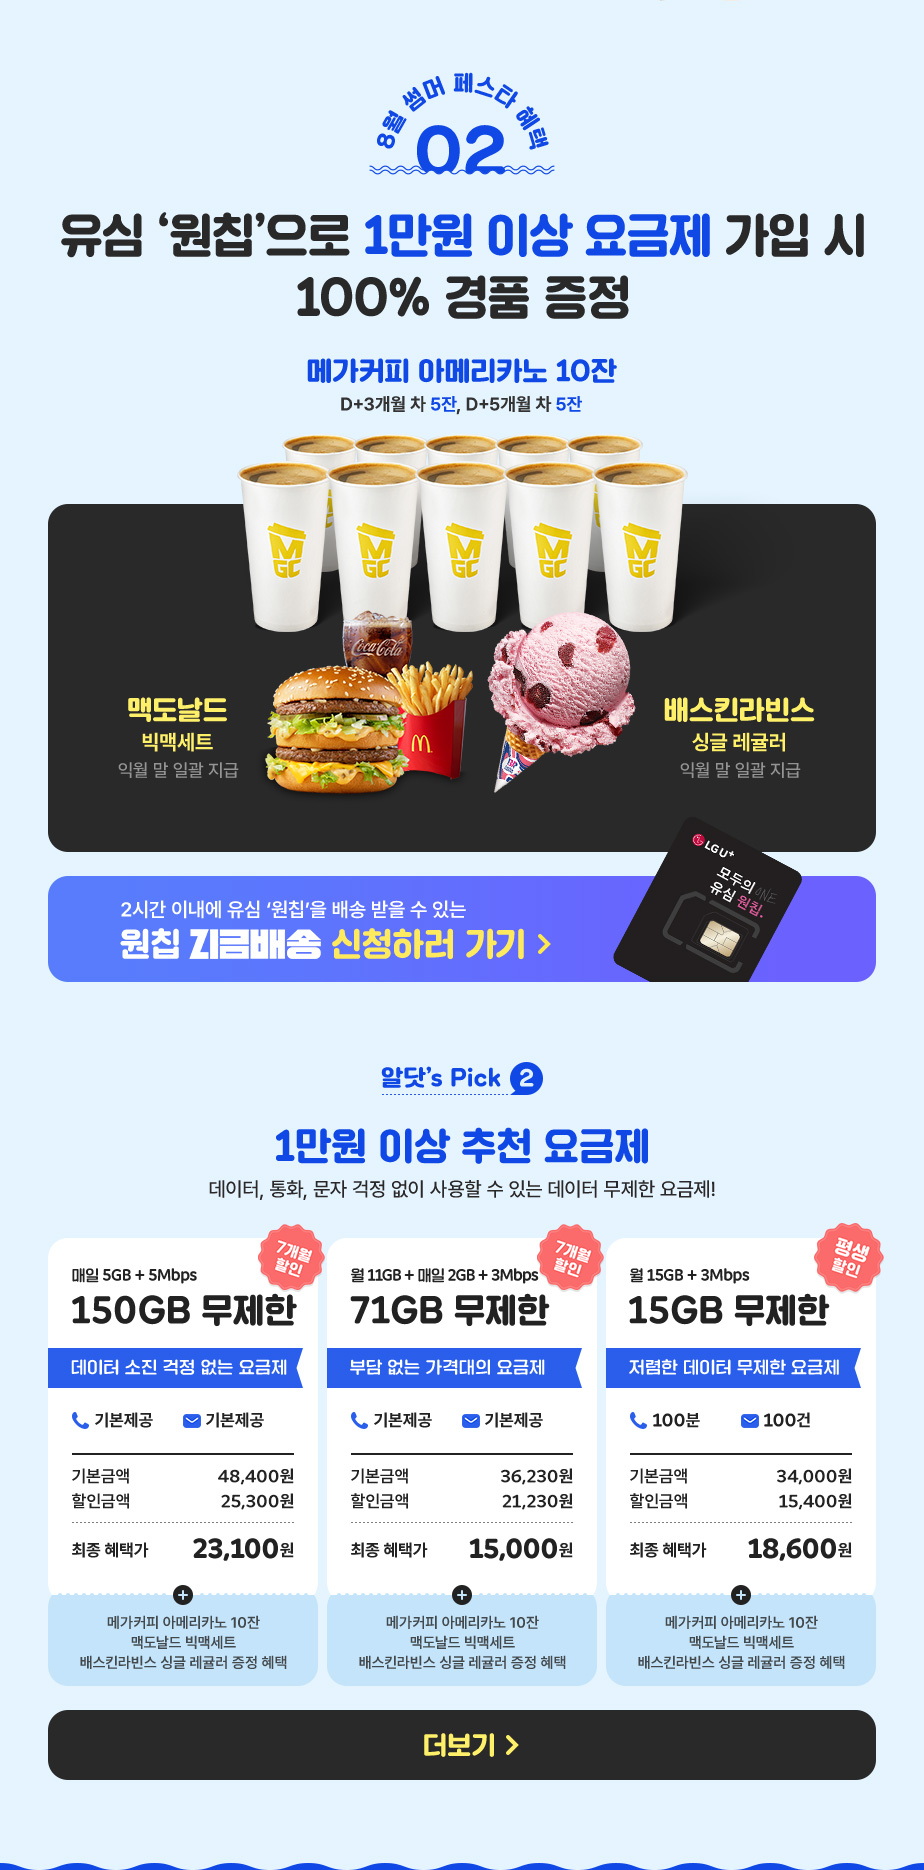 8월 썸머 페스타 혜택
02
유심 ‘원칩’으로 1만원 이상 요금제 가입 시
100% 경품 증정
메가커피 아메리카노 10잔
D+3개월 차 5잔, D+5개월 차 5잔
M
GC
M
GC
M
GC
M
GC
M
GC
Coca-Cola
맥도날드
빅맥세트
익월 말 일괄 지급
배스킨라빈스
싱글 레귤러
익월 말 일괄 지급
LG U+
모두의 ONE
유심 원칩.
2시간 이내에 유심 ‘원칩’을 배송 받을 수 있는
원칩 지금배송 신청하러 가기 >
알닷’s Pick 2
1만원 이상 추천 요금제
데이터, 통화, 문자 걱정 없이 사용할 수 있는 데이터 무제한 요금제!
7개월
할인
매일 5GB + 5Mbps
150GB 무제한
데이터 소진 걱정 없는 요금제
기본제공 기본제공
기본금액 48,400원
할인금액 25,300원
최종 혜택가 23,100원
+
메가커피 아메리카노 10잔
맥도날드 빅맥세트
배스킨라빈스 싱글 레귤러 증정 혜택
7개월
할인
월 11GB + 매일 2GB + 3Mbps
71GB 무제한
부담 없는 가격대의 요금제
기본제공 기본제공
기본금액 36,230원
할인금액 21,230원
최종 혜택가 15,000원
+
메가커피 아메리카노 10잔
맥도날드 빅맥세트
배스킨라빈스 싱글 레귤러 증정 혜택
평생
할인
월 15GB + 3Mbps
15GB 무제한
저렴한 데이터 무제한 요금제
100분 100건
기본금액 34,000원
할인금액 15,400원
최종 혜택가 18,600원
+
메가커피 아메리카노 10잔
맥도날드 빅맥세트
배스킨라빈스 싱글 레귤러 증정 혜택
더보기 >